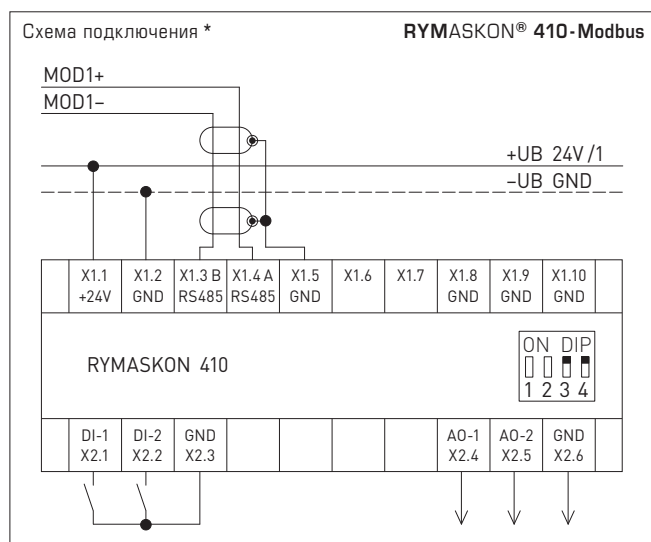 Схема подключения * RYMASKON® 410-Modbus
MOD1+
MOD1–
+UB 24V/1
–UB GND
X1.1 X1.2 X1.3 B X1.4 A X1.5 X1.6 X1.7 X1.8 X1.9 X1.10
+24V GND RS485 RS485 GND GND GND GND
ON DIP
RYMASKON 410
1 2 3 4
DI-1 DI-2 GND AO-1 AO-2 GND
X2.1 X2.2 X2.3 X2.4 X2.5 X2.6